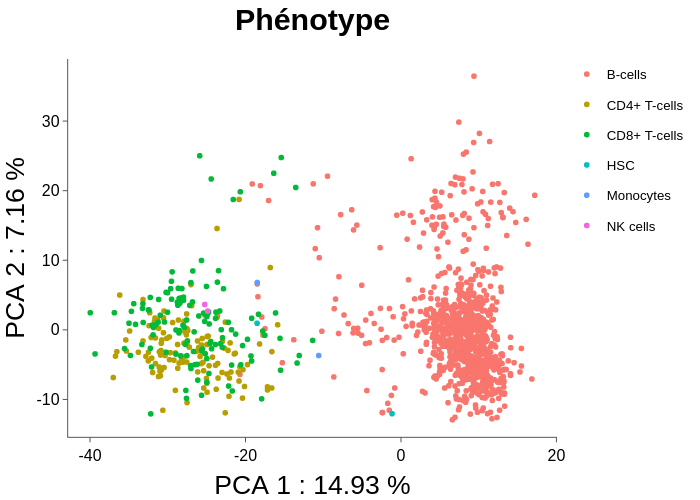 Phénotype
PCA 2 : 7.16 %
30
20
10
0
-10
-40
-20
0
20
PCA 1 : 14.93 %
B-cells
CD4+ T-cells
CD8+ T-cells
HSC
Monocytes
NK cells